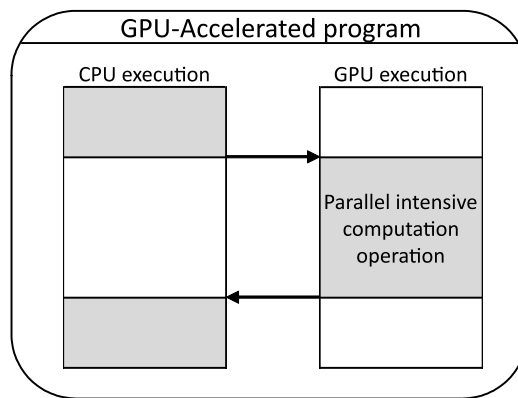 GPU-Accelerated program
CPU execution
GPU execution
Parallel intensive
computation
operation